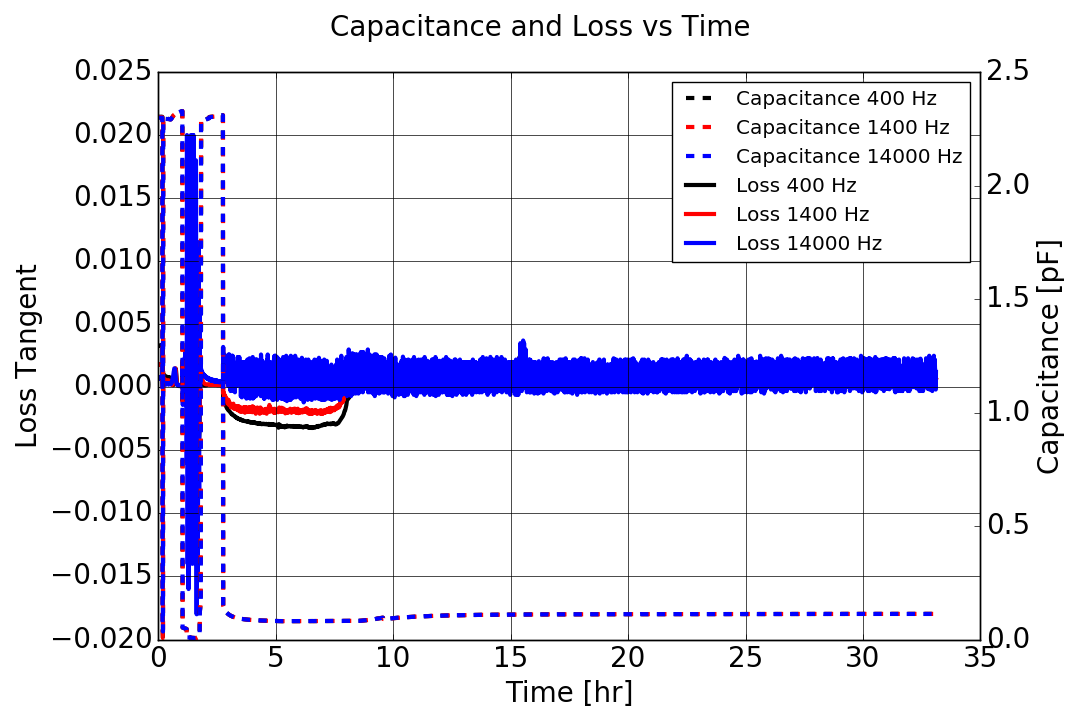 Capacitance and Loss vs Time
0.025
0.020
0.015
0.010
0.005
0.000
−0.005
−0.010
−0.015
−0.020
Loss Tangent
Capacitance 400 Hz
Capacitance 1400 Hz
Capacitance 14000 Hz
Loss 400 Hz
Loss 1400 Hz
Loss 14000 Hz
2.5
2.0
1.5
1.0
0.5
0.0
Capacitance [pF]
0 5 10 15 20 25 30 35
Time [hr]